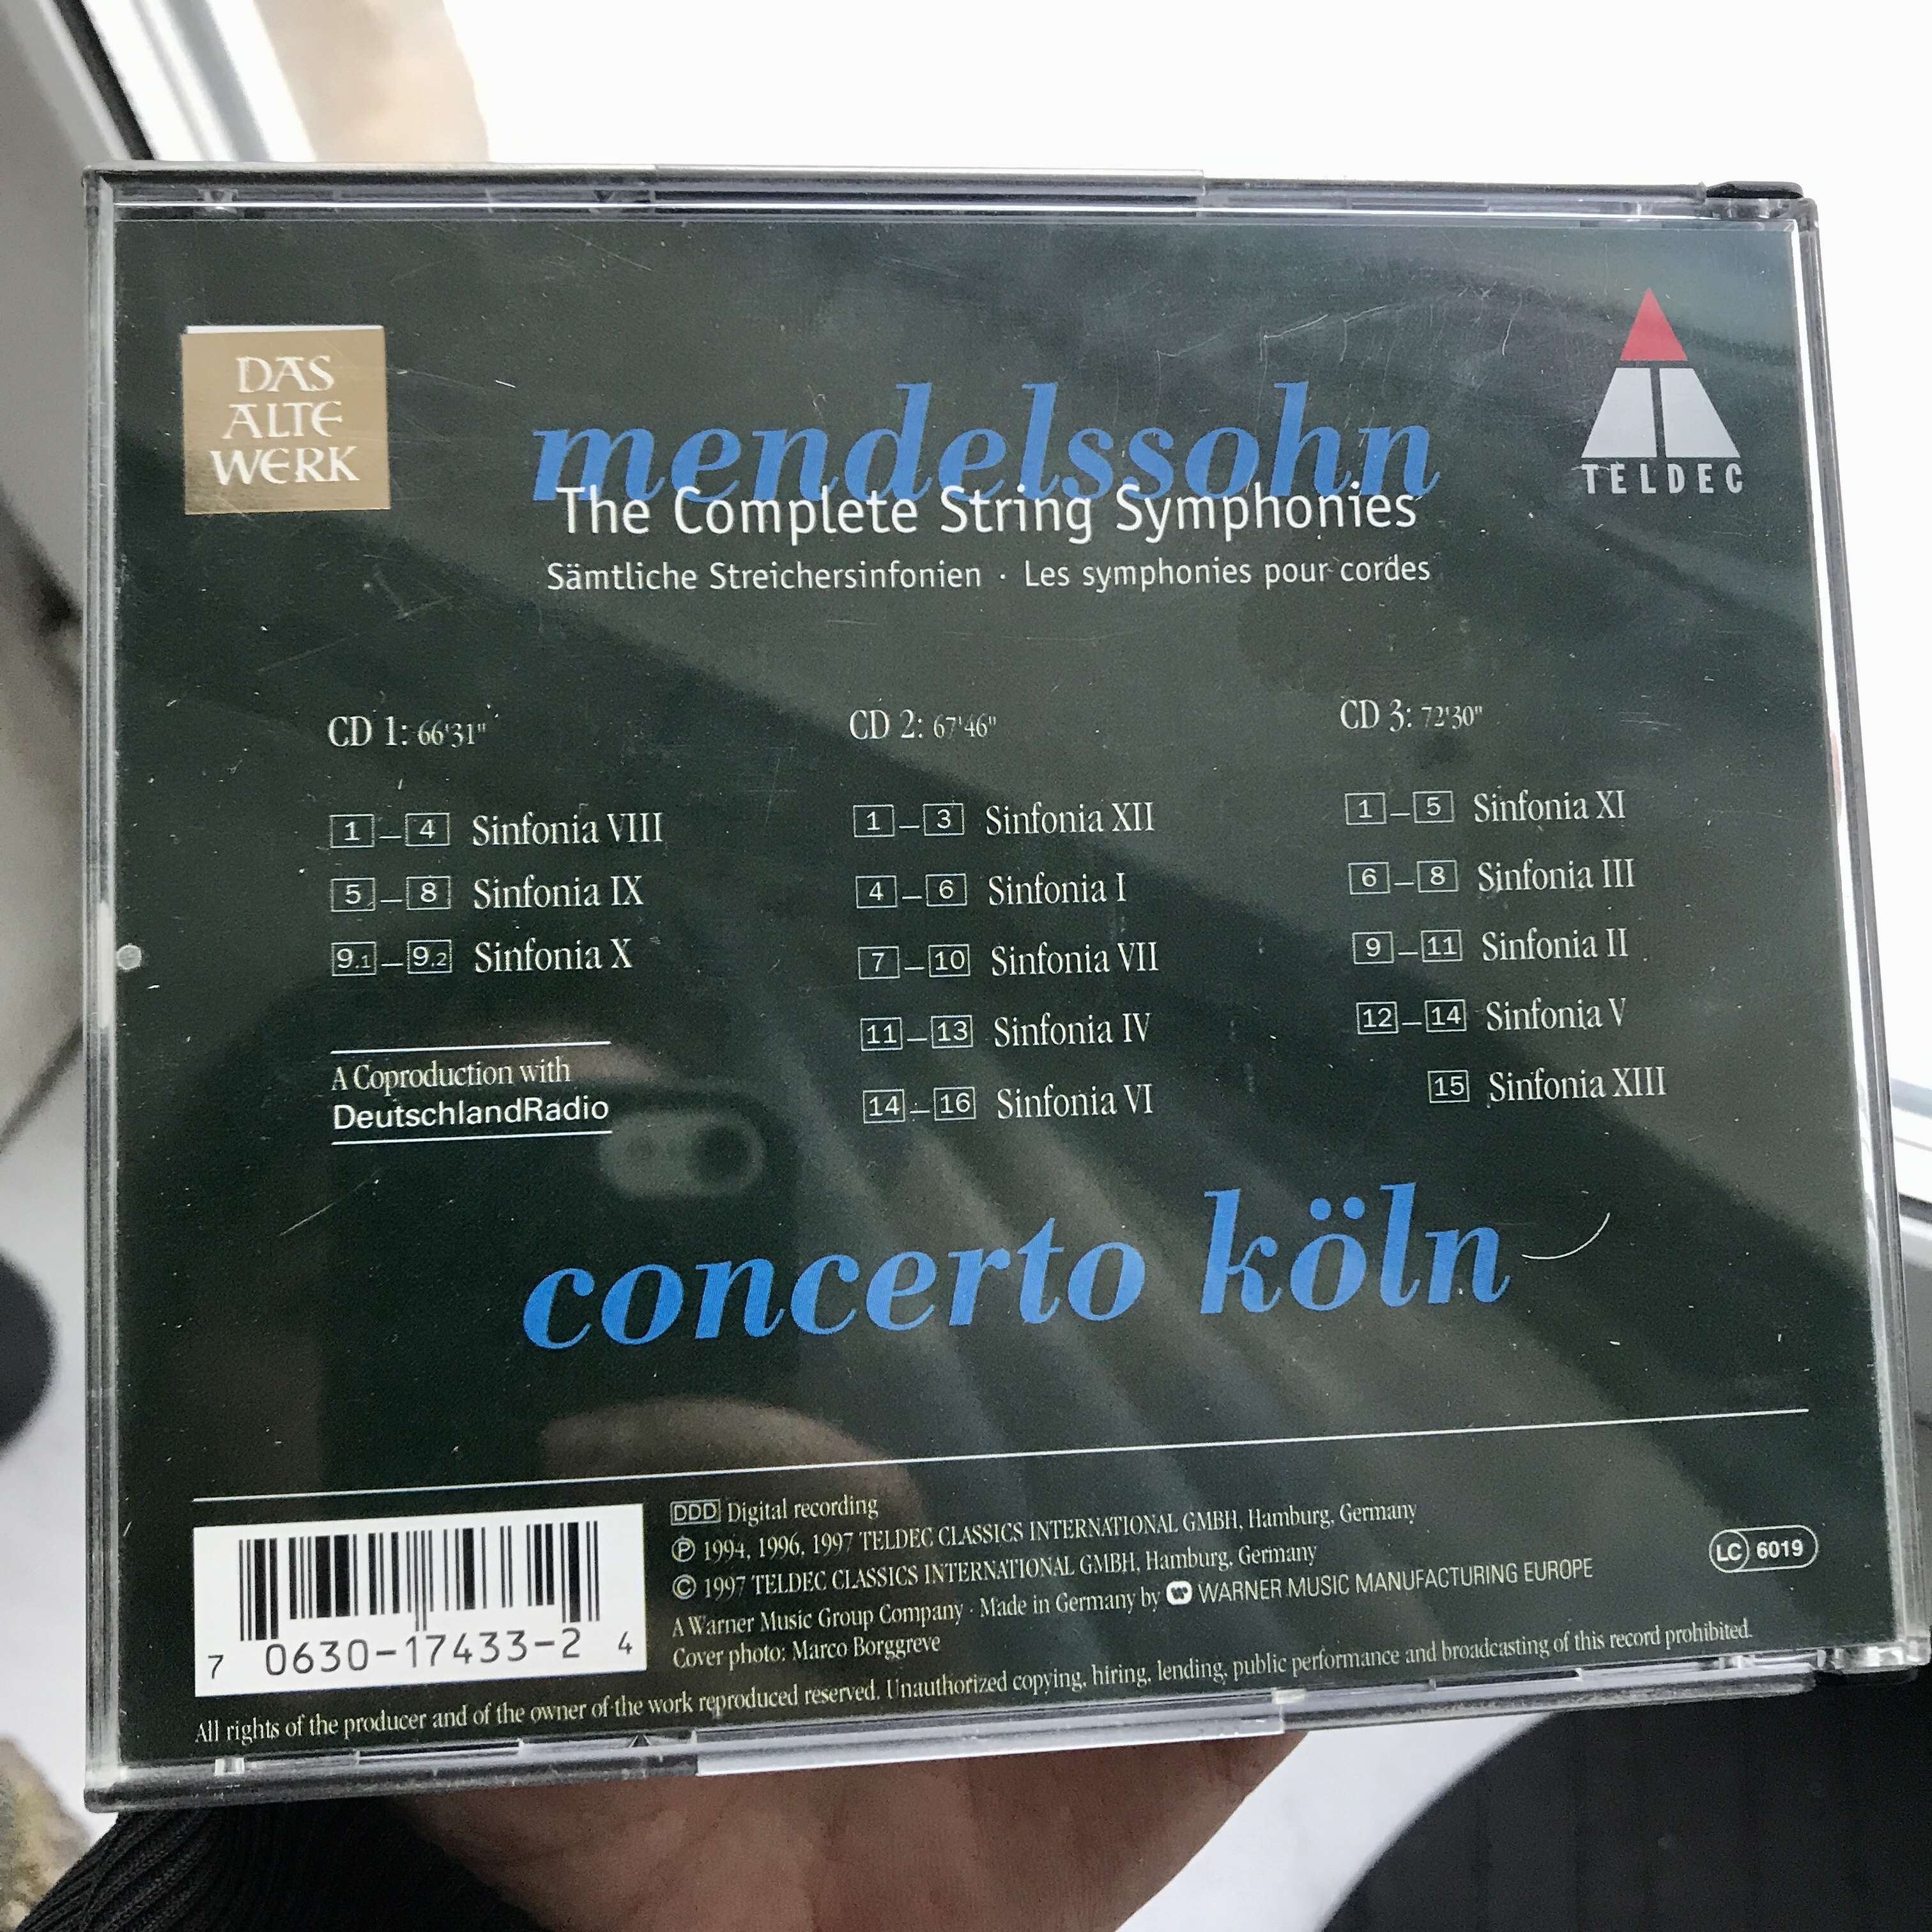 DAS
ALTE
WERK
TELDEC
mendelssohn
The Complete String Symphonies
Sämtliche Streichersinfonien · Les symphonies pour cordes
CD 1: 66'31"
1 – 4 Sinfonia VIII
5 – 8 Sinfonia IX
9.1 – 9.2 Sinfonia X
A Coproduction with
DeutschlandRadio
CD 2: 67'46"
1 – 3 Sinfonia XII
4 – 6 Sinfonia I
7 – 10 Sinfonia VII
11 – 13 Sinfonia IV
14 – 16 Sinfonia VI
CD 3: 72'30"
1 – 5 Sinfonia XI
6 – 8 Sinfonia III
9 – 11 Sinfonia II
12 – 14 Sinfonia V
15 Sinfonia XIII
concerto köln
7 0630-17433-2 4
DDD Digital recording
℗ 1994, 1996, 1997 TELDEC CLASSICS INTERNATIONAL GMBH, Hamburg, Germany
© 1997 TELDEC CLASSICS INTERNATIONAL GMBH, Hamburg, Germany
A Warner Music Group Company · Made in Germany by WARNER MUSIC MANUFACTURING EUROPE
Cover photo: Marco Borggreve
LC 6019
All rights of the producer and of the owner of the work reproduced reserved. Unauthorized copying, hiring, lending, public performance and broadcasting of this record prohibited.